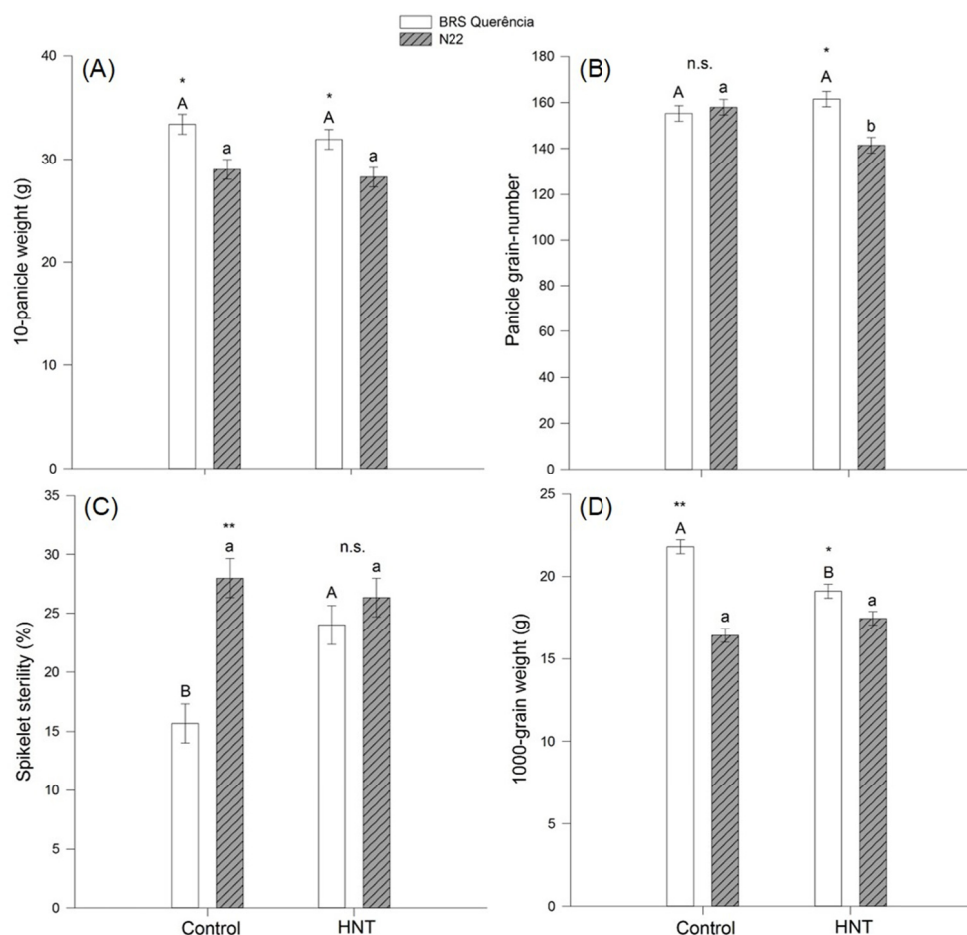 BRS Querência
N22
(A)
10-panicle weight (g)
40
30
20
10
0
*
A
a
*
A
a
(B)
Panicle grain-number
180
160
140
120
100
80
60
40
20
0
n.s.
A
a
*
A
b
(C)
Spikelet sterility (%)
35
30
25
20
15
10
5
0
B
**
a
n.s.
A
a
Control
HNT
(D)
1000-grain weight (g)
25
20
15
10
5
0
**
A
a
*
B
a
Control
HNT